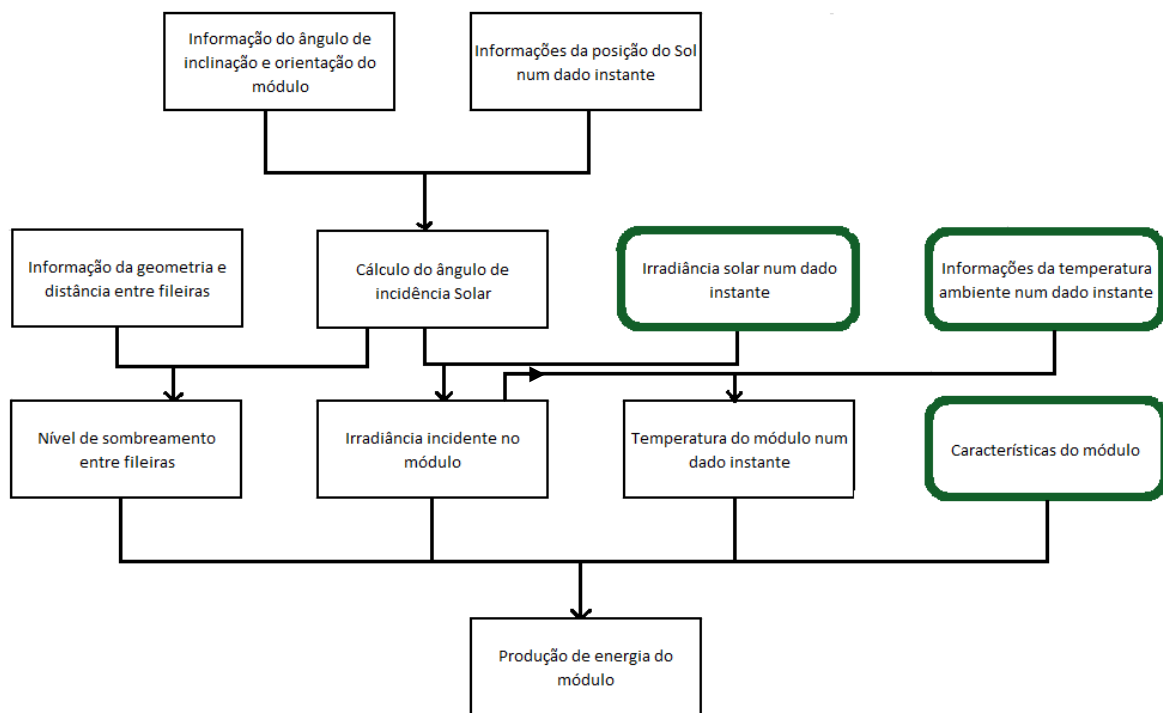 Informação do ângulo de
inclinação e orientação do
módulo
Informações da posição do Sol
num dado instante
Informação da geometria e
distância entre fileiras
Cálculo do ângulo de
incidência Solar
Irradiância solar num dado
instante
Informações da temperatura
ambiente num dado instante
Nível de sombreamento
entre fileiras
Irradiância incidente no
módulo
Temperatura do módulo num
dado instante
Características do módulo
Produção de energia do
módulo